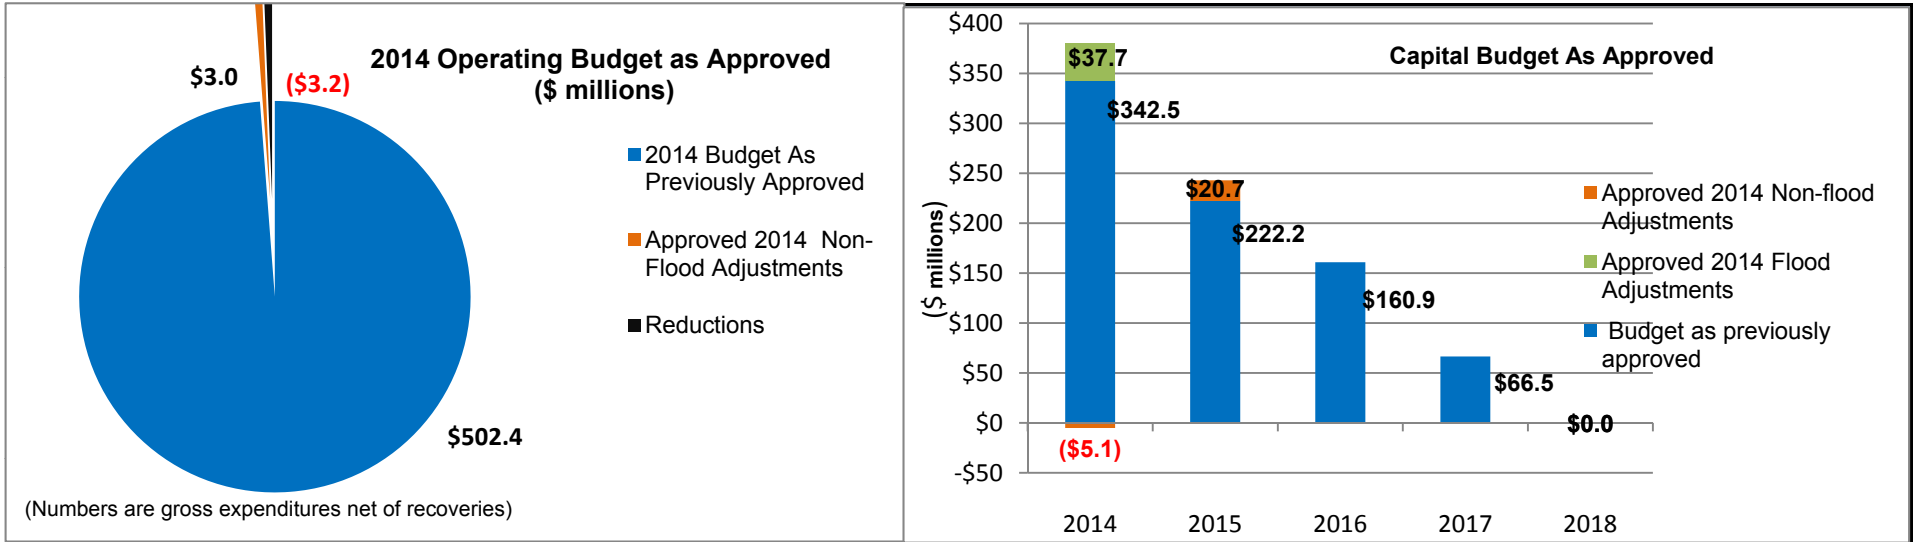 2014 Operating Budget as Approved
($ millions)
$3.0
($3.2)
2014 Budget As
Previously Approved
Approved 2014  Non-
Flood Adjustments
Reductions
$502.4
(Numbers are gross expenditures net of recoveries)
Capital Budget As Approved
($ millions)
$400
$350
$300
$250
$200
$150
$100
$50
$0
-$50
$37.7
$342.5
$20.7
$222.2
$160.9
$66.5
$0.0
($5.1)
2014
2015
2016
2017
2018
Approved 2014 Non-flood
Adjustments
Approved 2014 Flood
Adjustments
Budget as previously
approved